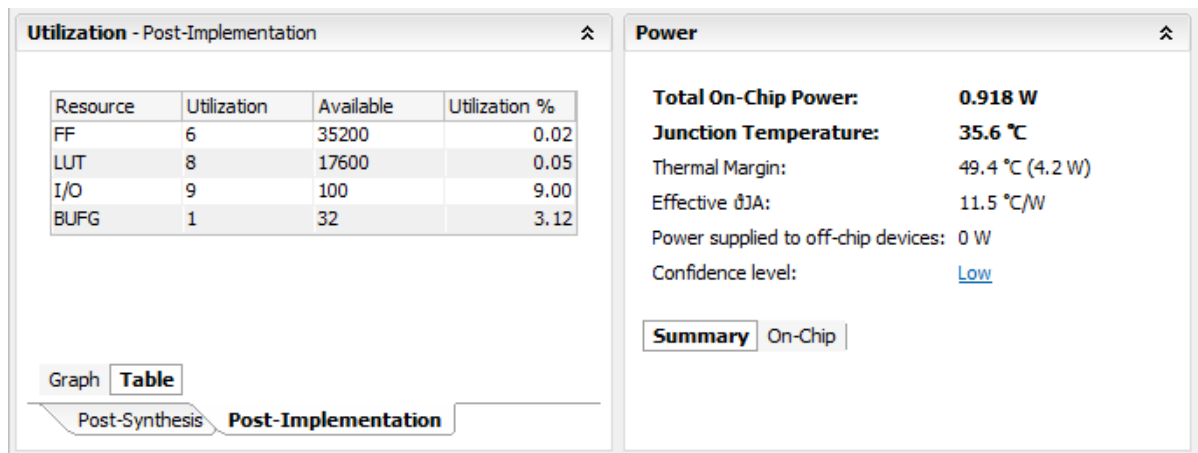 Utilization - Post-Implementation
Resource Utilization Available Utilization %
FF 6 35200 0.02
LUT 8 17600 0.05
I/O 9 100 9.00
BUFG 1 32 3.12
Graph Table
Post-Synthesis Post-Implementation
Power
Total On-Chip Power: 0.918 W
Junction Temperature: 35.6 °C
Thermal Margin: 49.4 °C (4.2 W)
Effective ϑJA: 11.5 °C/W
Power supplied to off-chip devices: 0 W
Confidence level: Low
Summary On-Chip